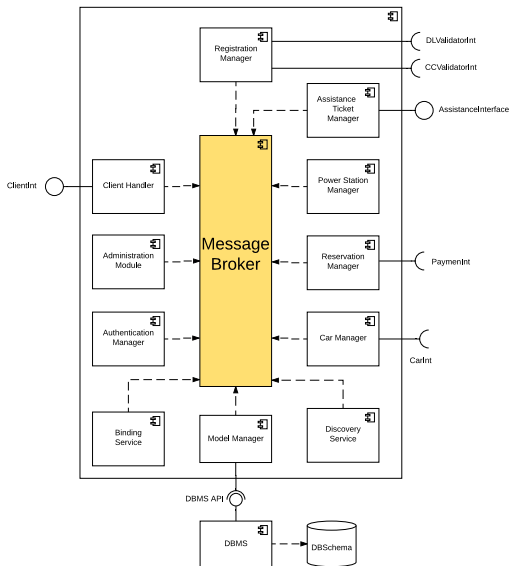 Registration
Manager
DLValidatorInt
CCValidatorInt
Assistance
Ticket
Manager
AssistanceInterface
ClientInt
Client Handler
Power Station
Manager
Message
Broker
Administration
Module
Reservation
Manager
PaymenInt
Authentication
Manager
Car Manager
CarInt
Binding
Service
Model Manager
Discovery
Service
DBMS API
DBMS
DBSchema